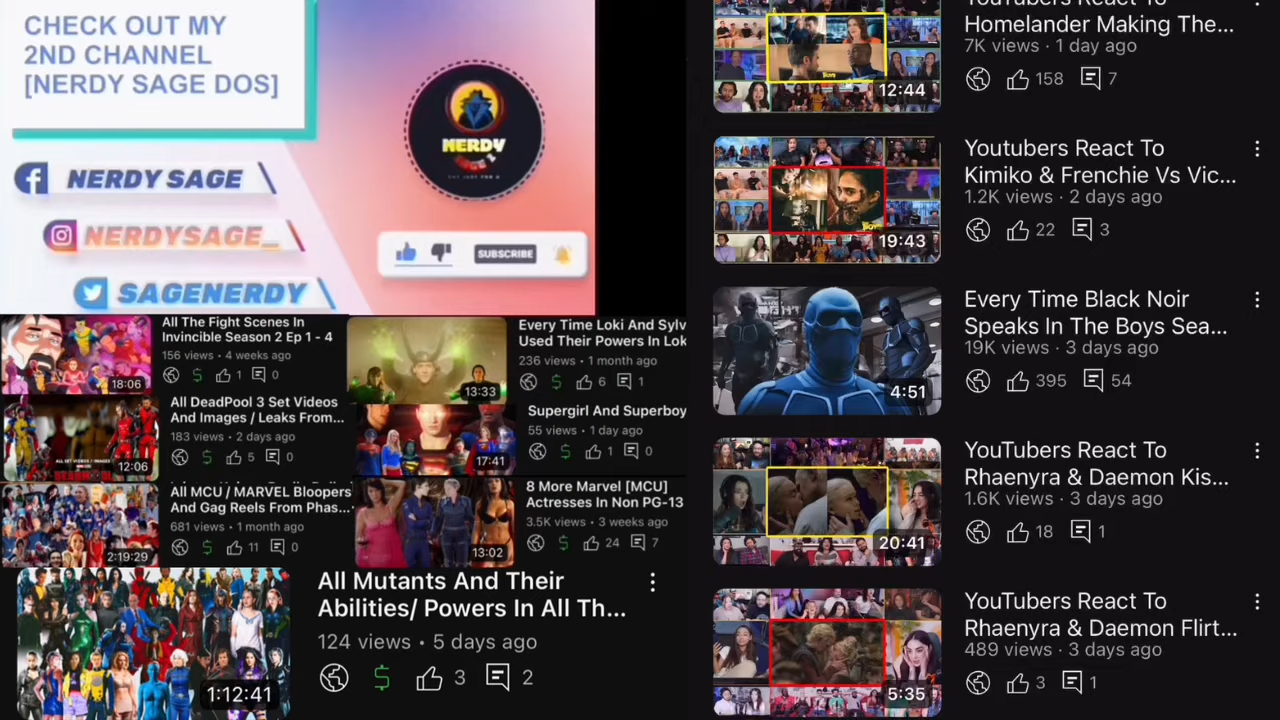 CHECK OUT MY
2ND CHANNEL
[NERDY SAGE DOS]
NERDY SAGE
NERDYSAGE_
SAGENERDY
NERDY
SUBSCRIBE
All The Fight Scenes In
Invincible Season 2 Ep 1 - 4
156 views • 4 weeks ago
1 0
18:06
Every Time Loki And Sylv
Used Their Powers In Lok
236 views • 1 month ago
6 1
13:33
All DeadPool 3 Set Videos
And Images / Leaks From...
183 views • 2 days ago
5 0
12:06
Supergirl And Superboy
55 views • 1 day ago
1 0
17:41
All MCU / MARVEL Bloopers
And Gag Reels From Phas...
681 views • 1 month ago
11 0
2:19:29
8 More Marvel [MCU]
Actresses In Non PG-13
3.5K views • 3 weeks ago
24 7
13:02
All Mutants And Their
Abilities/ Powers In All Th...
124 views • 5 days ago
3 2
1:12:41
YouTubers React To
Homelander Making The...
7K views · 1 day ago
158 7
12:44
Youtubers React To
Kimiko & Frenchie Vs Vic...
1.2K views · 2 days ago
22 3
19:43
Every Time Black Noir
Speaks In The Boys Sea...
19K views · 3 days ago
395 54
4:51
YouTubers React To
Rhaenyra & Daemon Kis...
1.6K views · 3 days ago
18 1
20:41
YouTubers React To
Rhaenyra & Daemon Flirt...
489 views · 3 days ago
3 1
5:35